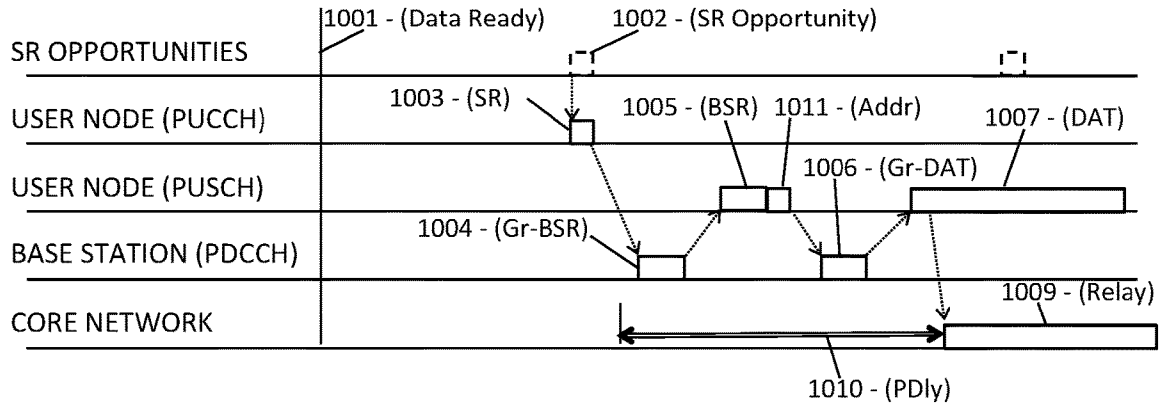 1001 - (Data Ready)
1002 - (SR Opportunity)
SR OPPORTUNITIES
1003 - (SR)
1005 - (BSR)
1011 - (Addr)
1007 - (DAT)
USER NODE (PUCCH)
1006 - (Gr-DAT)
USER NODE (PUSCH)
1004 - (Gr-BSR)
BASE STATION (PDCCH)
1009 - (Relay)
CORE NETWORK
1010 - (PDly)